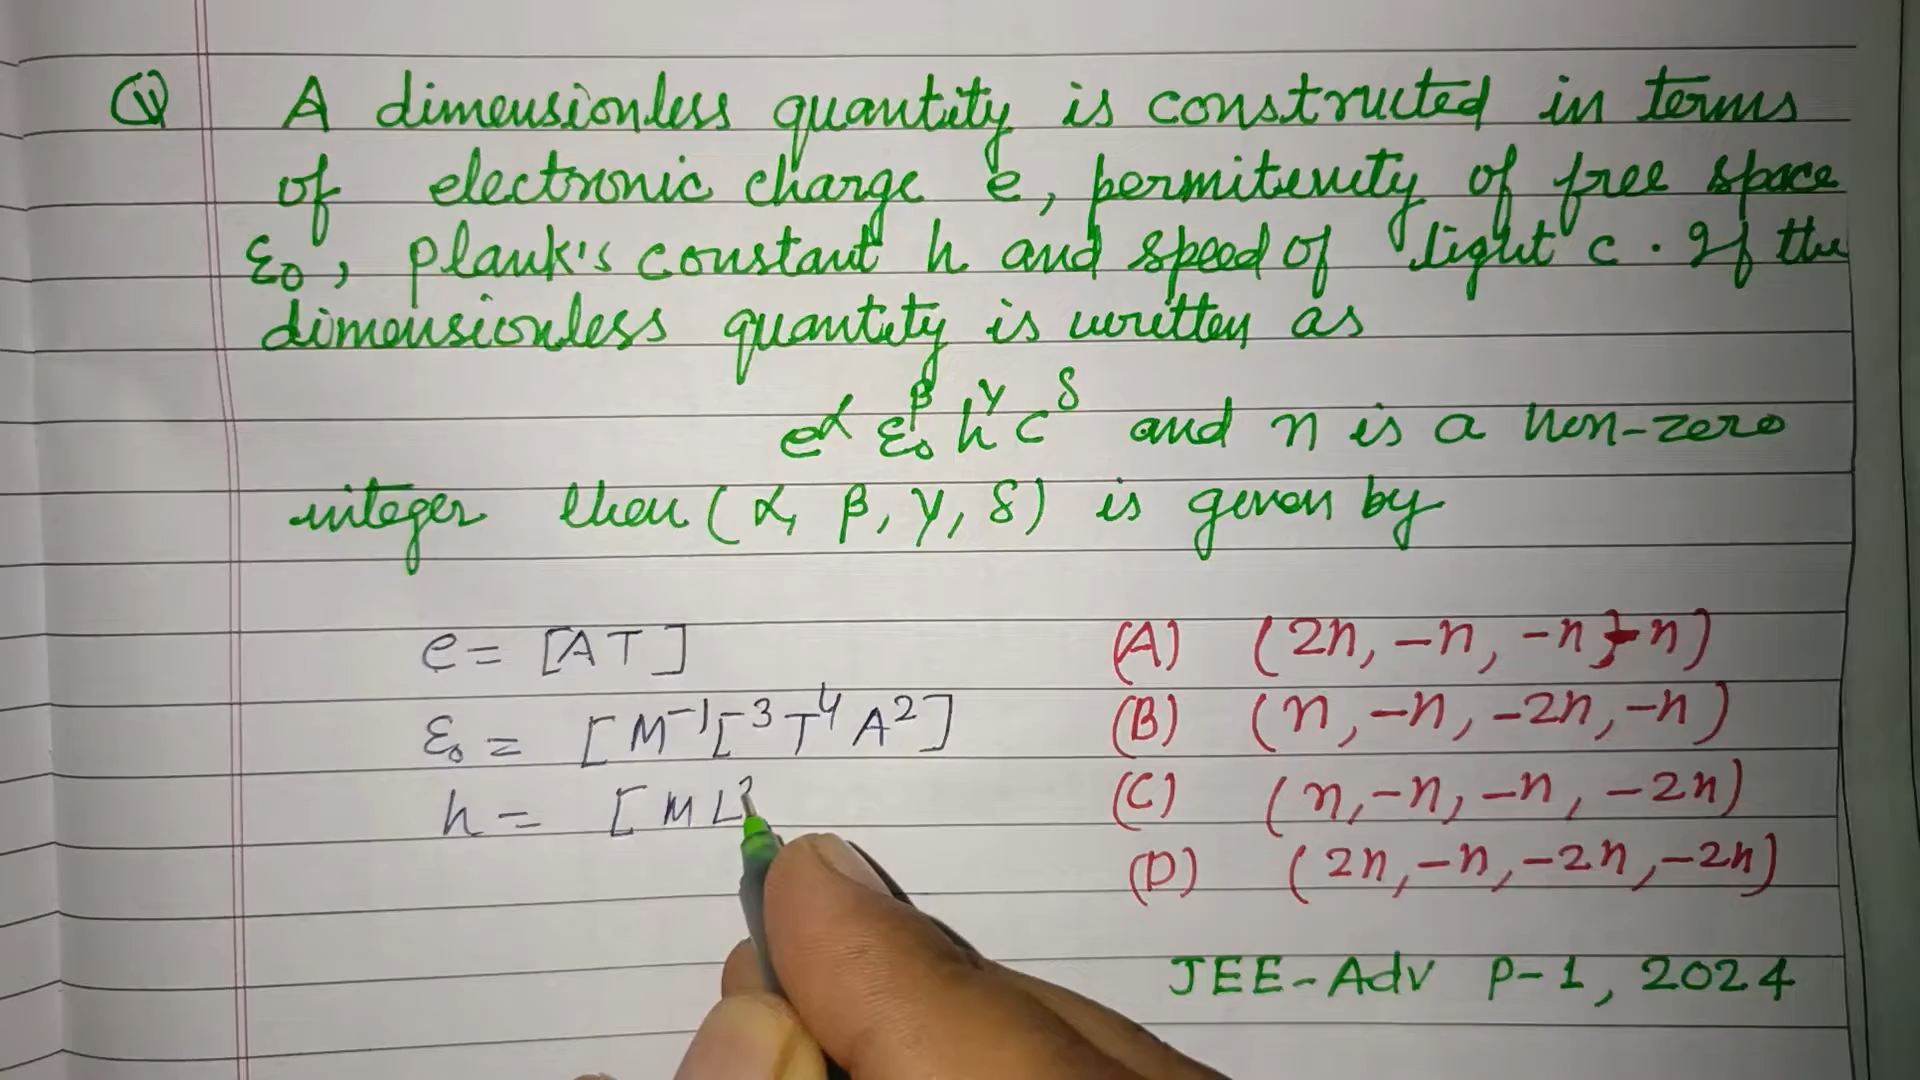 Q A dimensionless quantity is constructed in terms
of electronic charge e, permitivity of free space
ε₀, plank's constant h and speed of light c. If the
dimensionless quantity is written as
e^α ε₀^β h^γ c^δ and n is a non-zero
integer then (α, β, γ, δ) is given by
e = [AT]
ε₀ = [M⁻¹L⁻³T⁴A²]
h = [ML²
(A) (2n, -n, -n, -n)
(B) (n, -n, -2n, -n)
(C) (n, -n, -n, -2n)
(D) (2n, -n, -2n, -2n)
JEE-Adv P-1, 2024